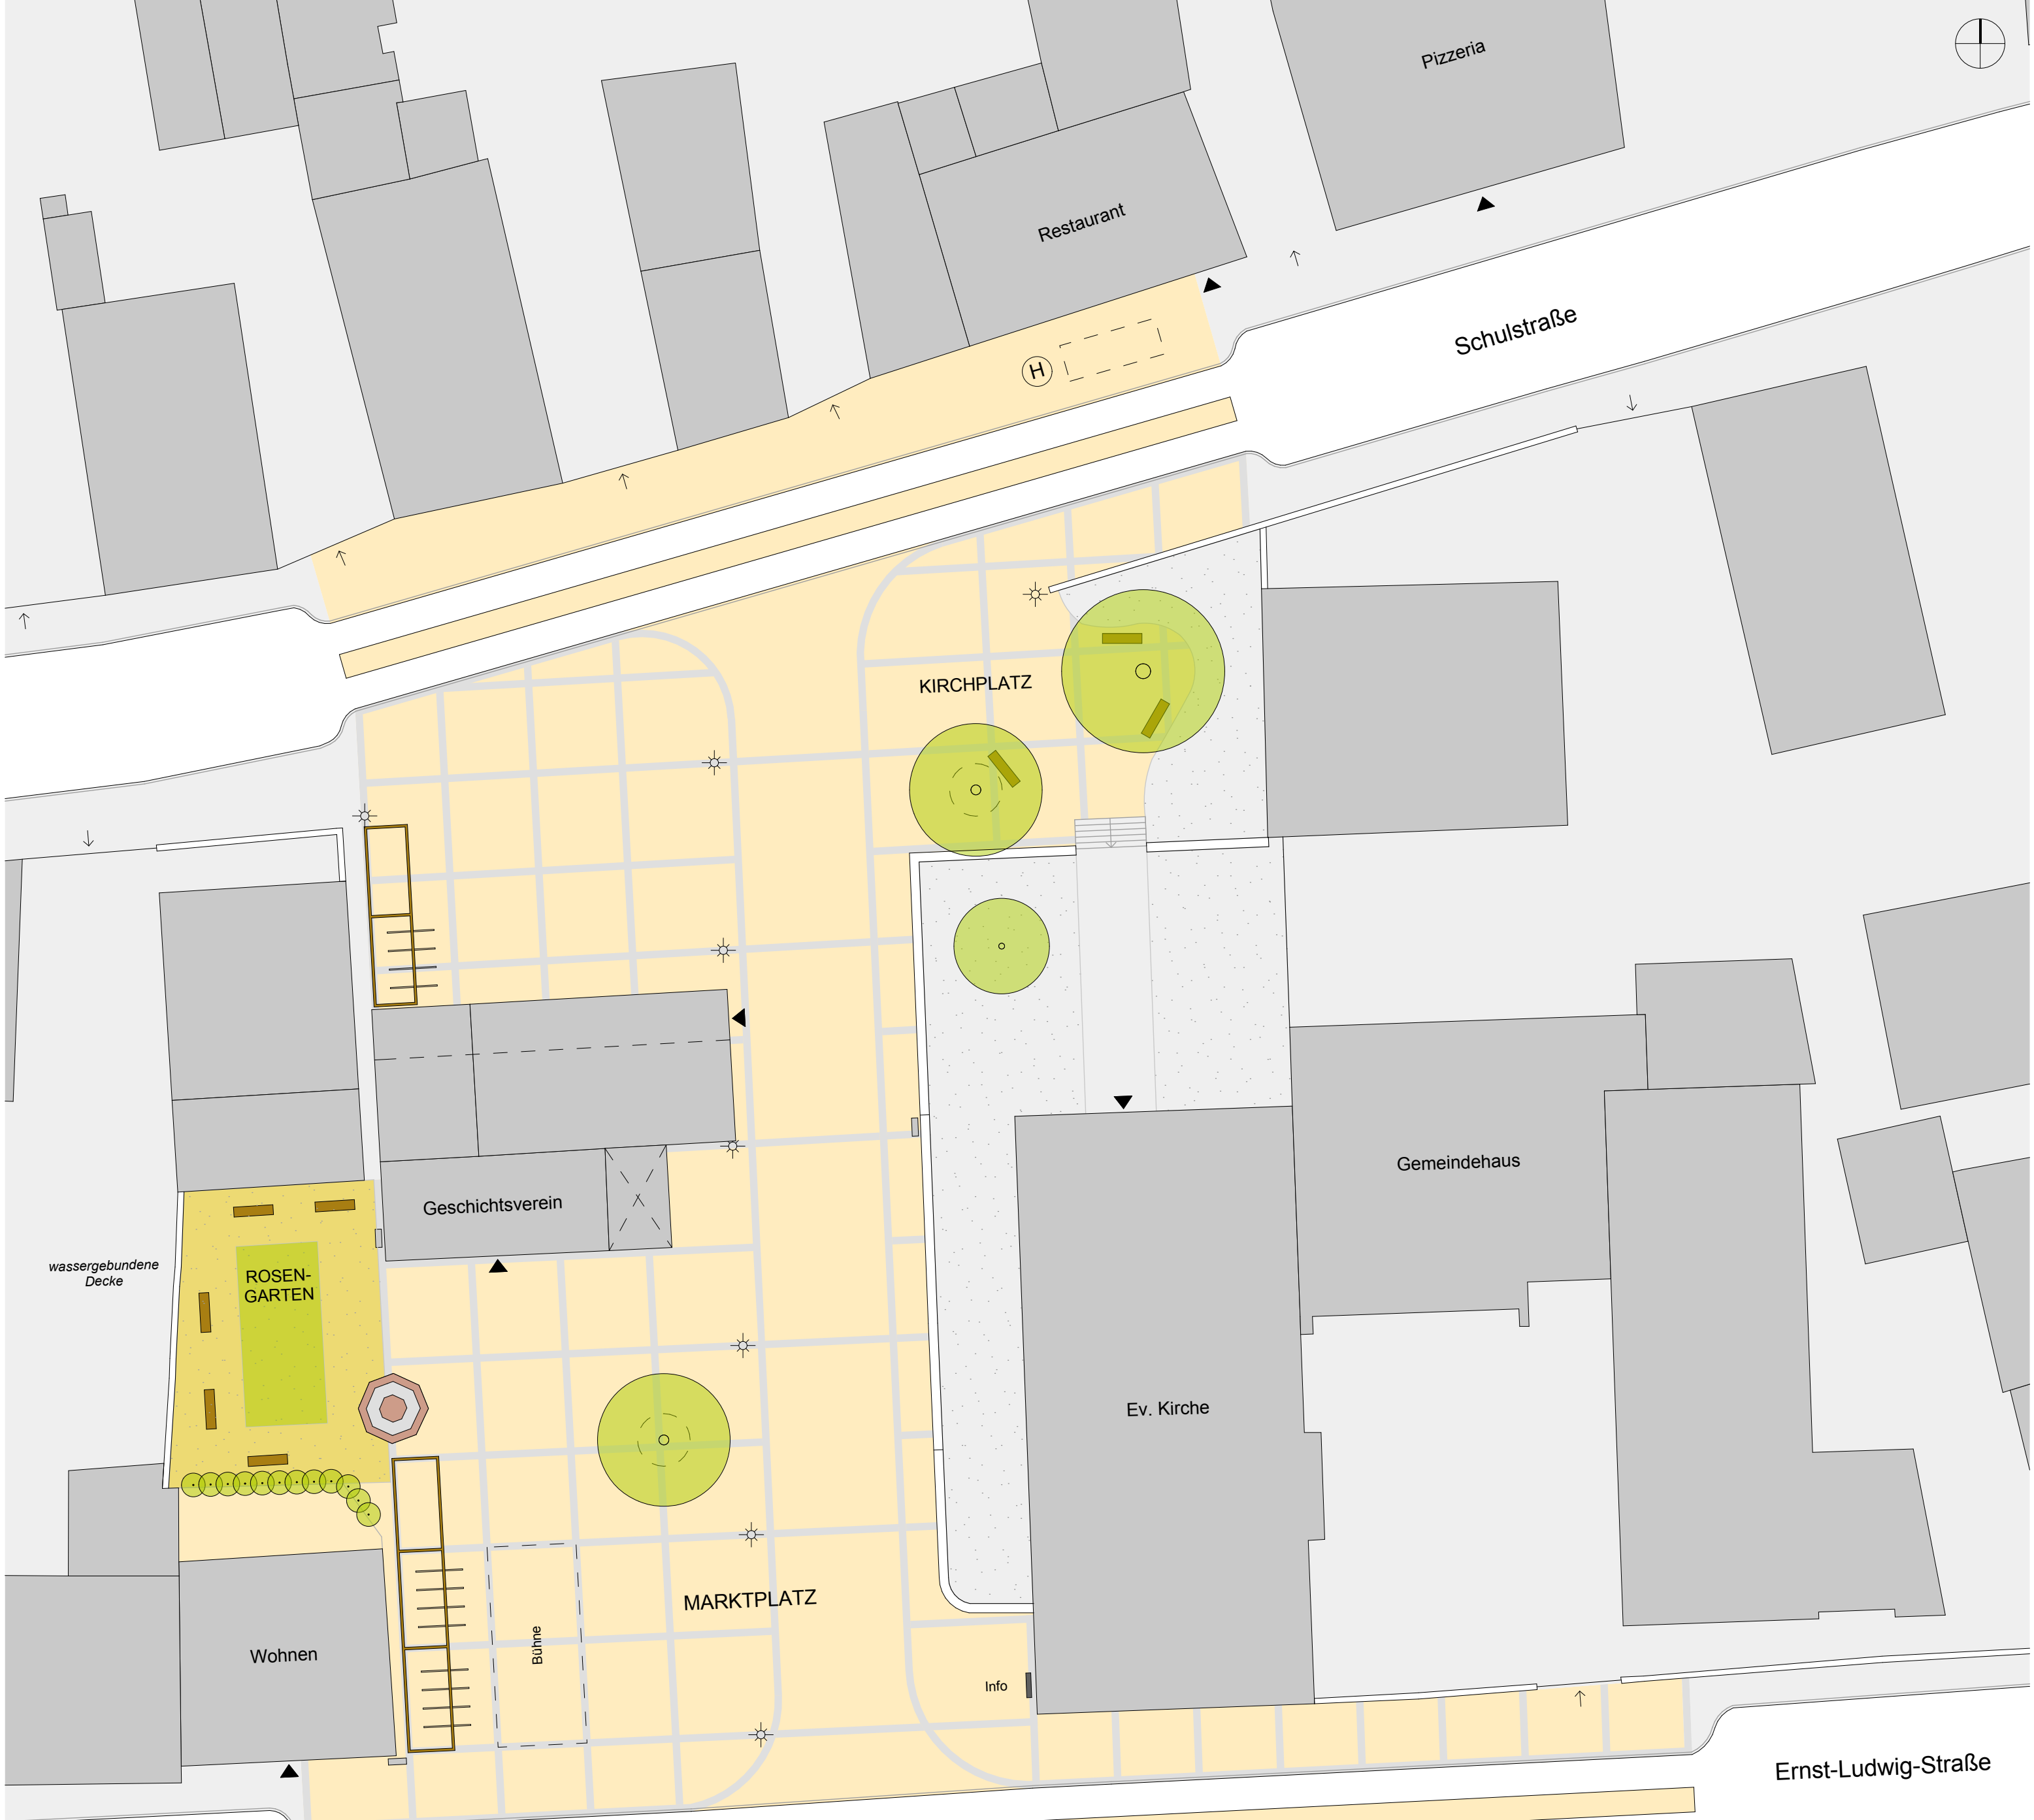 Pizzeria
Restaurant
Schulstraße
H
KIRCHPLATZ
Geschichtsverein
Gemeindehaus
wassergebundene
Decke
ROSEN-
GARTEN
Ev. Kirche
MARKTPLATZ
Bühne
Wohnen
Info
Ernst-Ludwig-Straße